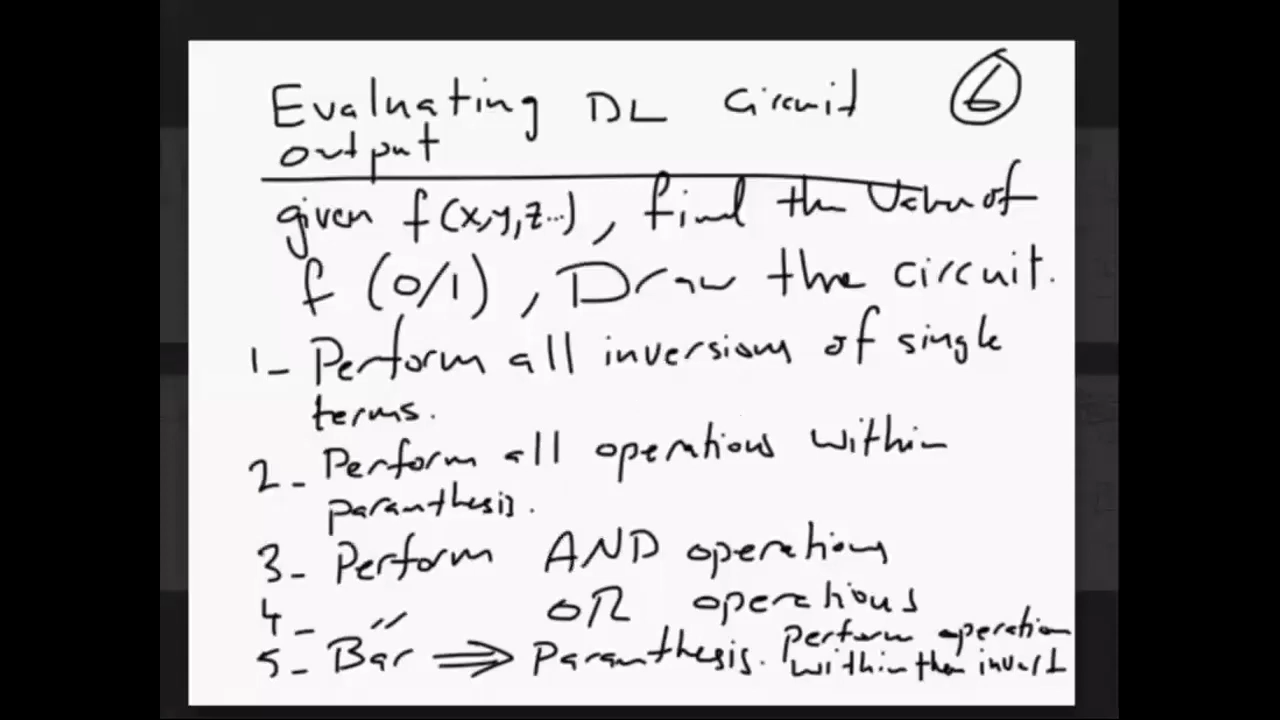 Evaluating DL Circuit 6
output
given f(x,y,z...), find the Value of
f (0/1), Draw the circuit.
1- Perform all inversions of single
terms.
2- Perform all operations within
paranthesis.
3- Perform AND operations
4- " OR operations
5- Bar ⇒ Paranthesis. Perform operation
within then invert